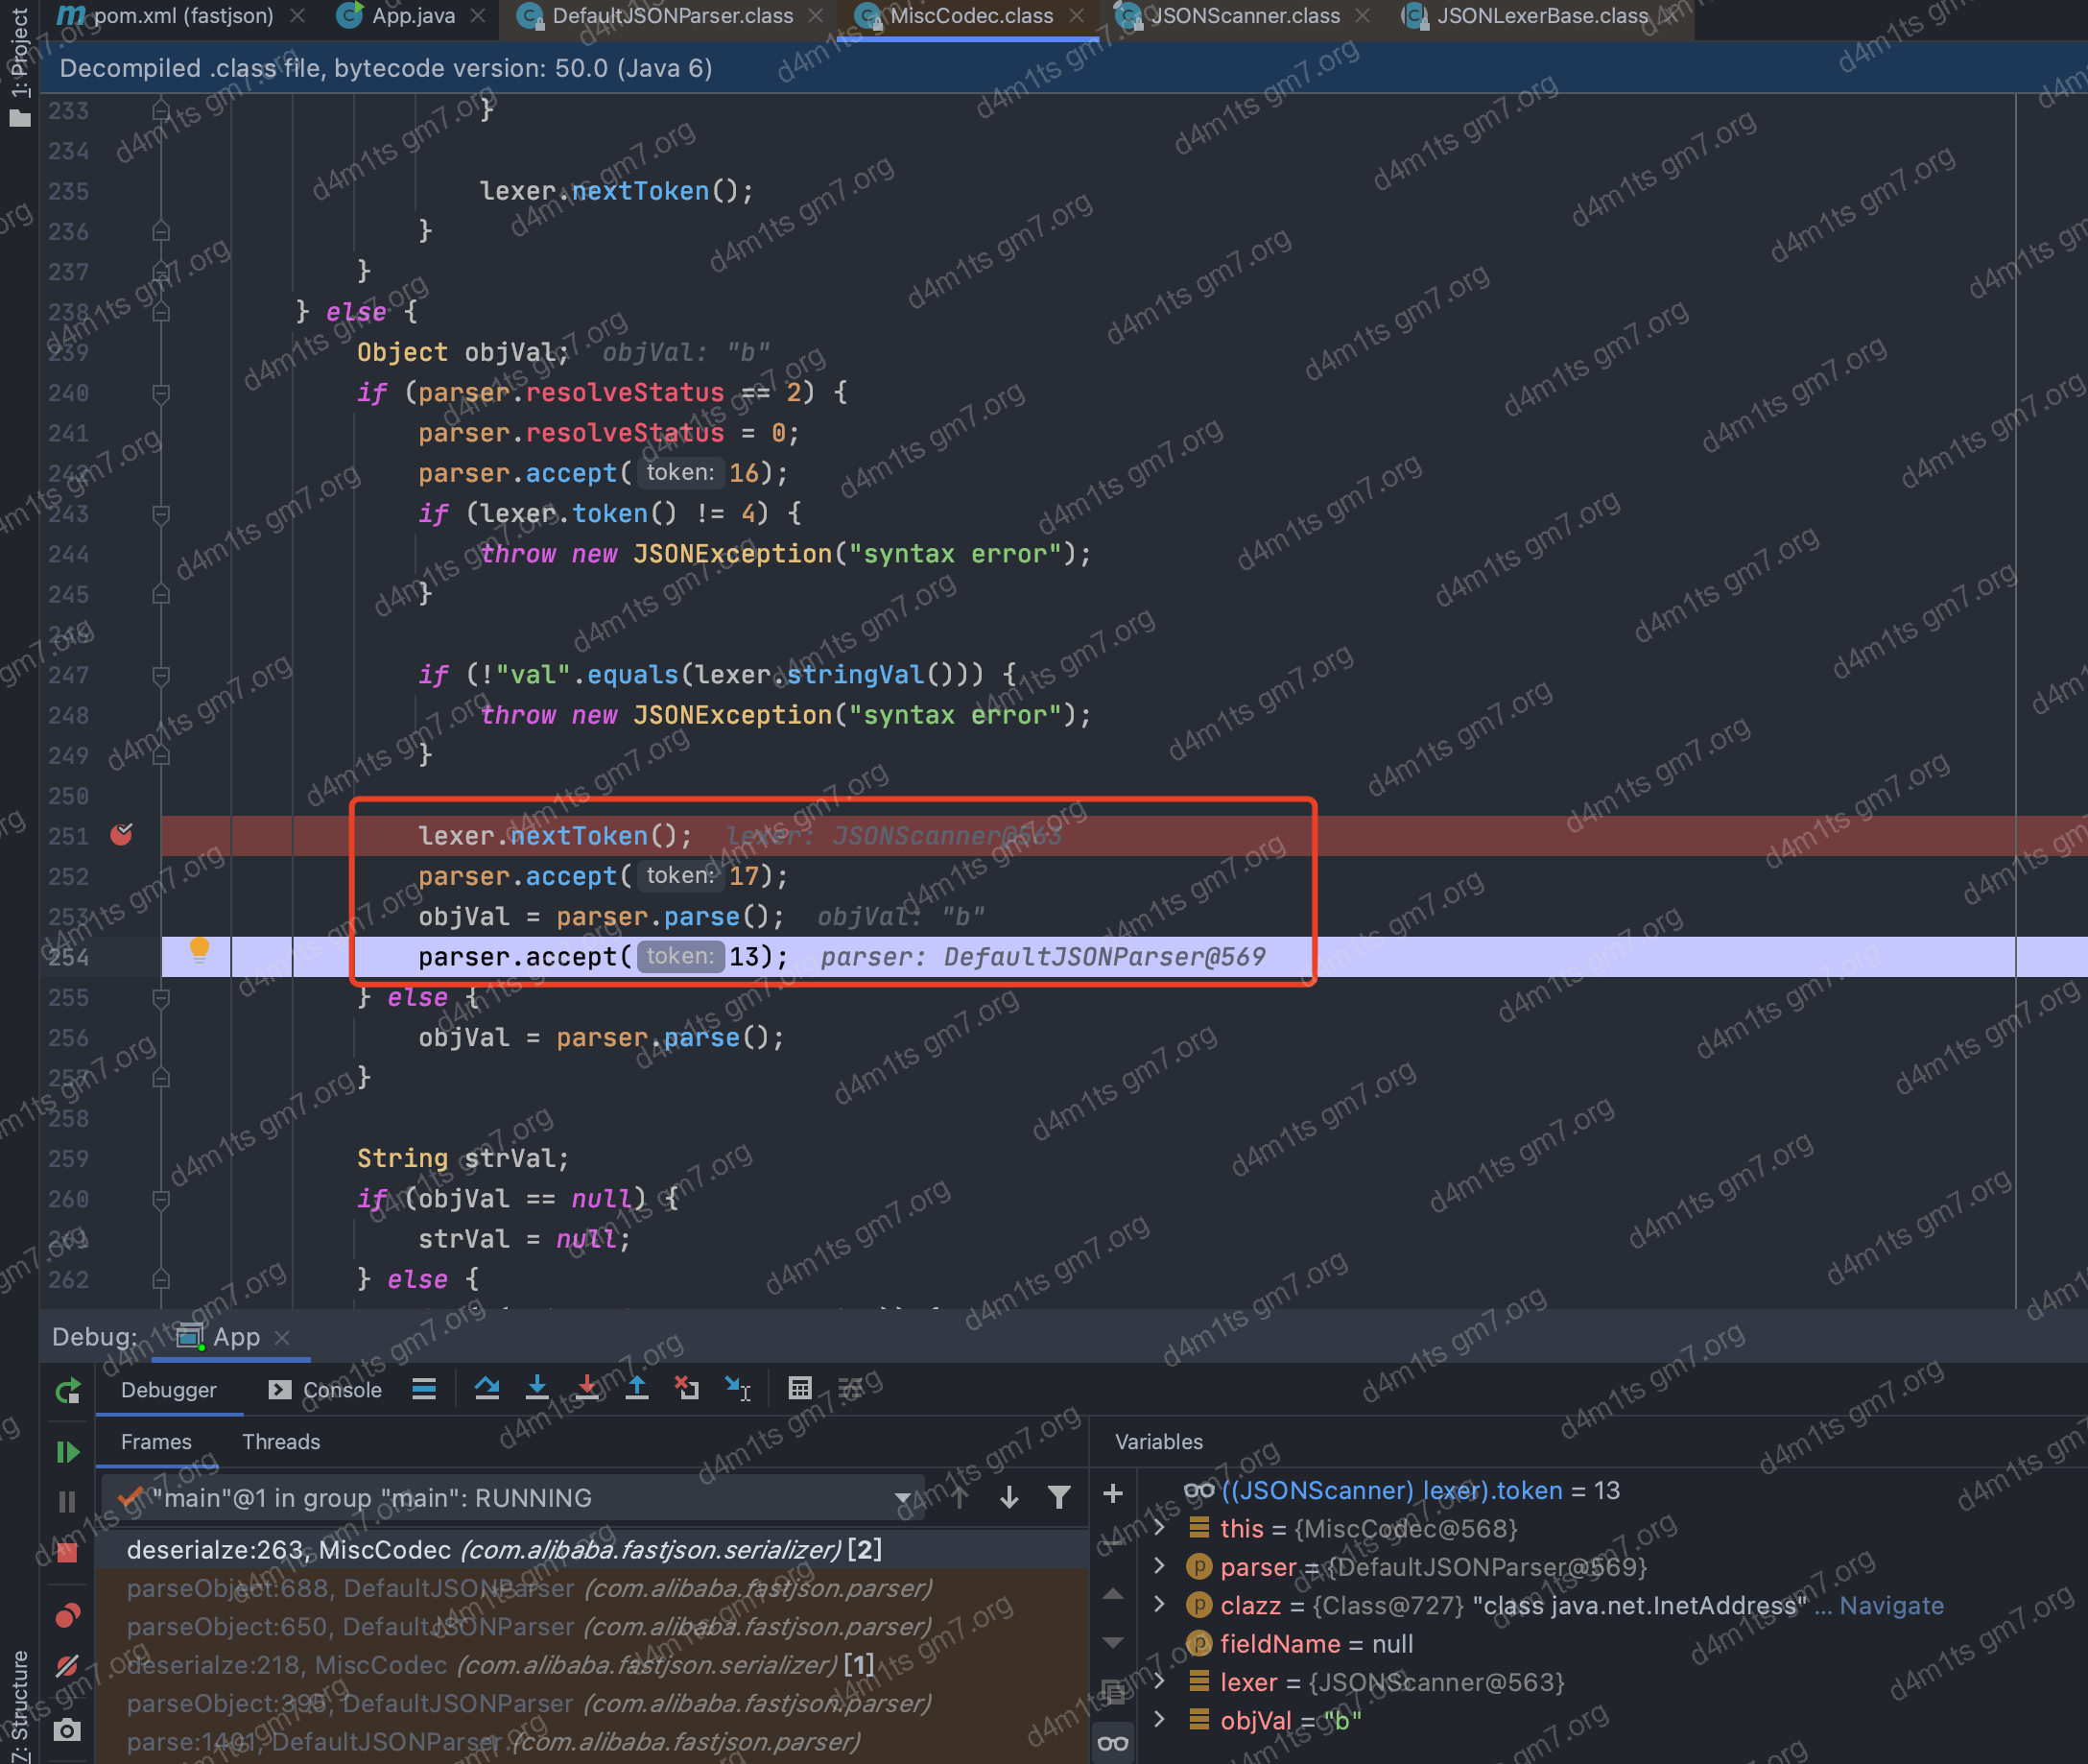 pom.xml (fastjson)
App.java
DefaultJSONParser.class
MiscCodec.class
JSONScanner.class
JSONLexerBase.class
1: Project
Decompiled .class file, bytecode version: 50.0 (Java 6)
233 }
234
235 lexer.nextToken();
236 }
237 }
238 } else {
239 Object objVal; objVal: "b"
240 if (parser.resolveStatus == 2) {
241 parser.resolveStatus = 0;
242 parser.accept( token: 16);
243 if (lexer.token() != 4) {
244 throw new JSONException("syntax error");
245 }
246
247 if (!"val".equals(lexer.stringVal())) {
248 throw new JSONException("syntax error");
249 }
250
251 lexer.nextToken(); lexer: JSONScanner@563
252 parser.accept( token: 17);
253 objVal = parser.parse(); objVal: "b"
254 parser.accept( token: 13); parser: DefaultJSONParser@569
255 } else {
256 objVal = parser.parse();
257 }
258
259 String strVal;
260 if (objVal == null) {
261 strVal = null;
262 } else {
Debug: App
Debugger
Console
Frames
Threads
Variables
"main"@1 in group "main": RUNNING
deserialze:263, MiscCodec (com.alibaba.fastjson.serializer) [2]
parseObject:688, DefaultJSONParser (com.alibaba.fastjson.parser)
parseObject:650, DefaultJSONParser (com.alibaba.fastjson.parser)
deserialze:218, MiscCodec (com.alibaba.fastjson.serializer) [1]
parseObject:395, DefaultJSONParser (com.alibaba.fastjson.parser)
parse:1401, DefaultJSONParser (com.alibaba.fastjson.parser)
((JSONScanner) lexer).token = 13
this = {MiscCodec@568}
parser = {DefaultJSONParser@569}
clazz = {Class@727} "class java.net.InetAddress" ... Navigate
fieldName = null
lexer = {JSONScanner@563}
objVal = "b"
7: Structure
d4m1ts gm7.org